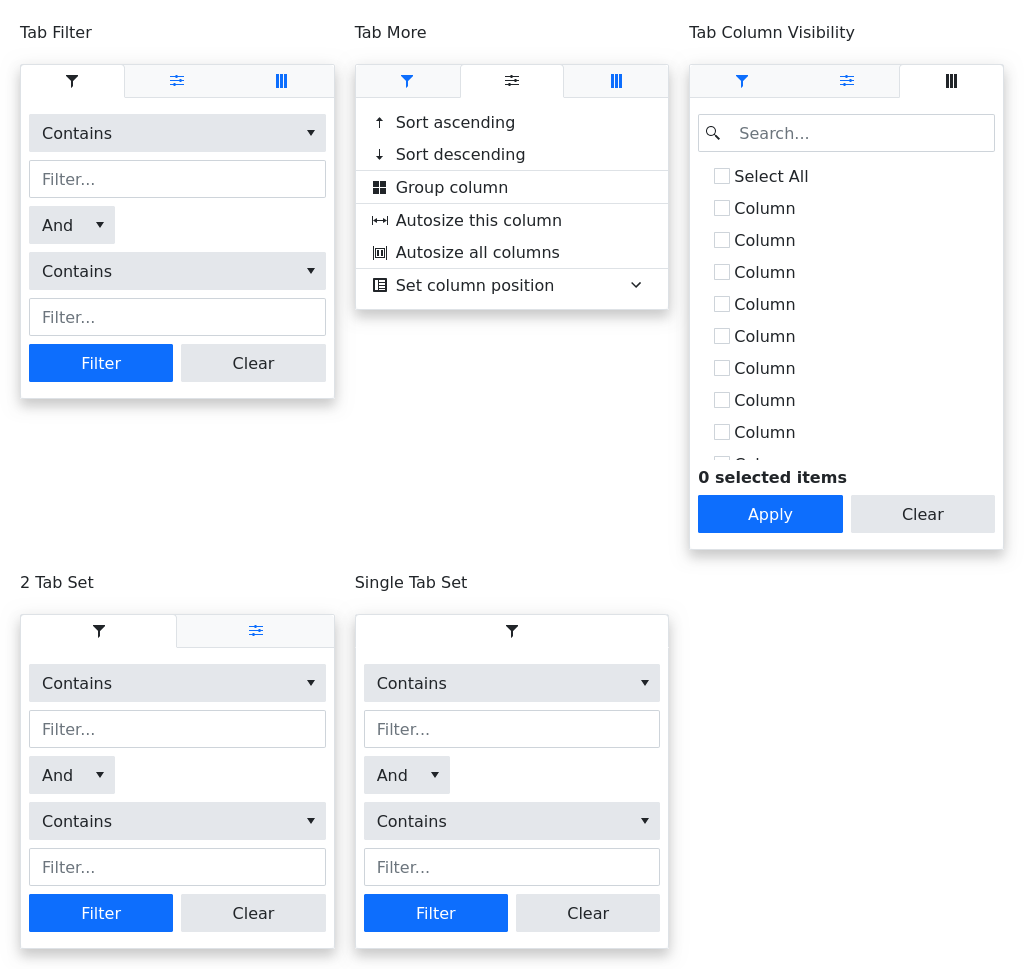 Tab Filter
Contains
Filter...
And
Contains
Filter...
Filter Clear
Tab More
Sort ascending
Sort descending
Group column
Autosize this column
Autosize all columns
Set column position
Tab Column Visibility
Search...
Select All
Column
Column
Column
Column
Column
Column
Column
Column
0 selected items
Apply Clear
2 Tab Set
Contains
Filter...
And
Contains
Filter...
Filter Clear
Single Tab Set
Contains
Filter...
And
Contains
Filter...
Filter Clear